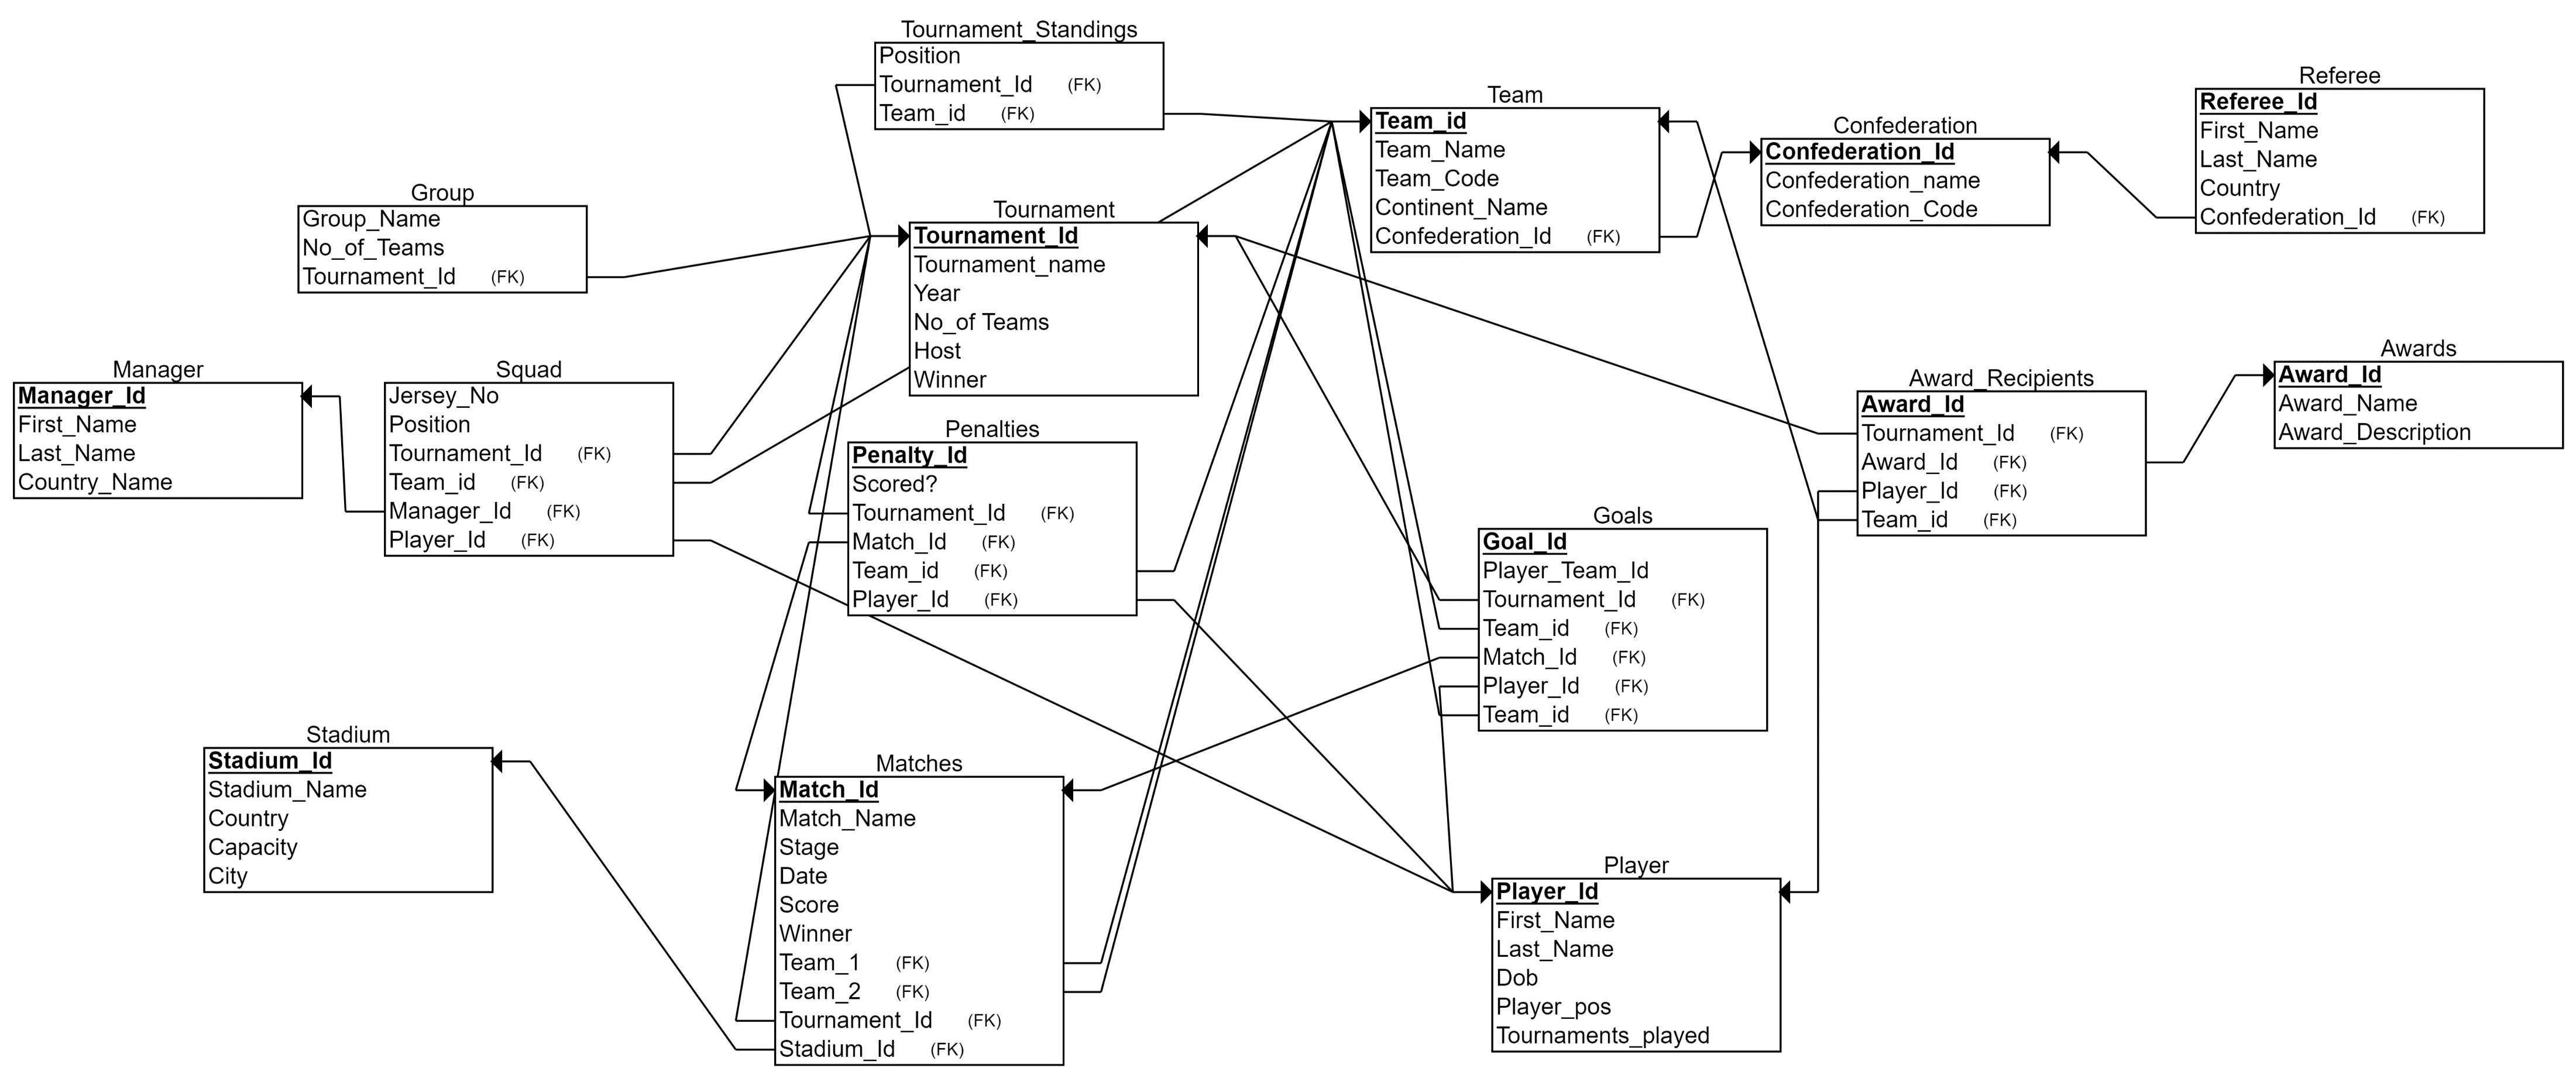 Tournament_Standings
Position
Tournament_Id (FK)
Team_id (FK)
Team
Team_id
Team_Name
Team_Code
Continent_Name
Confederation_Id (FK)
Confederation
Confederation_Id
Confederation_name
Confederation_Code
Referee
Referee_Id
First_Name
Last_Name
Country
Confederation_Id (FK)
Group
Group_Name
No_of_Teams
Tournament_Id (FK)
Tournament
Tournament_Id
Tournament_name
Year
No_of Teams
Host
Winner
Manager
Manager_Id
First_Name
Last_Name
Country_Name
Squad
Jersey_No
Position
Tournament_Id (FK)
Team_id (FK)
Manager_Id (FK)
Player_Id (FK)
Penalties
Penalty_Id
Scored?
Tournament_Id (FK)
Match_Id (FK)
Team_id (FK)
Player_Id (FK)
Award_Recipients
Award_Id
Tournament_Id (FK)
Award_Id (FK)
Player_Id (FK)
Team_id (FK)
Awards
Award_Id
Award_Name
Award_Description
Goals
Goal_Id
Player_Team_Id
Tournament_Id (FK)
Team_id (FK)
Match_Id (FK)
Player_Id (FK)
Team_id (FK)
Stadium
Stadium_Id
Stadium_Name
Country
Capacity
City
Matches
Match_Id
Match_Name
Stage
Date
Score
Winner
Team_1 (FK)
Team_2 (FK)
Tournament_Id (FK)
Stadium_Id (FK)
Player
Player_Id
First_Name
Last_Name
Dob
Player_pos
Tournaments_played